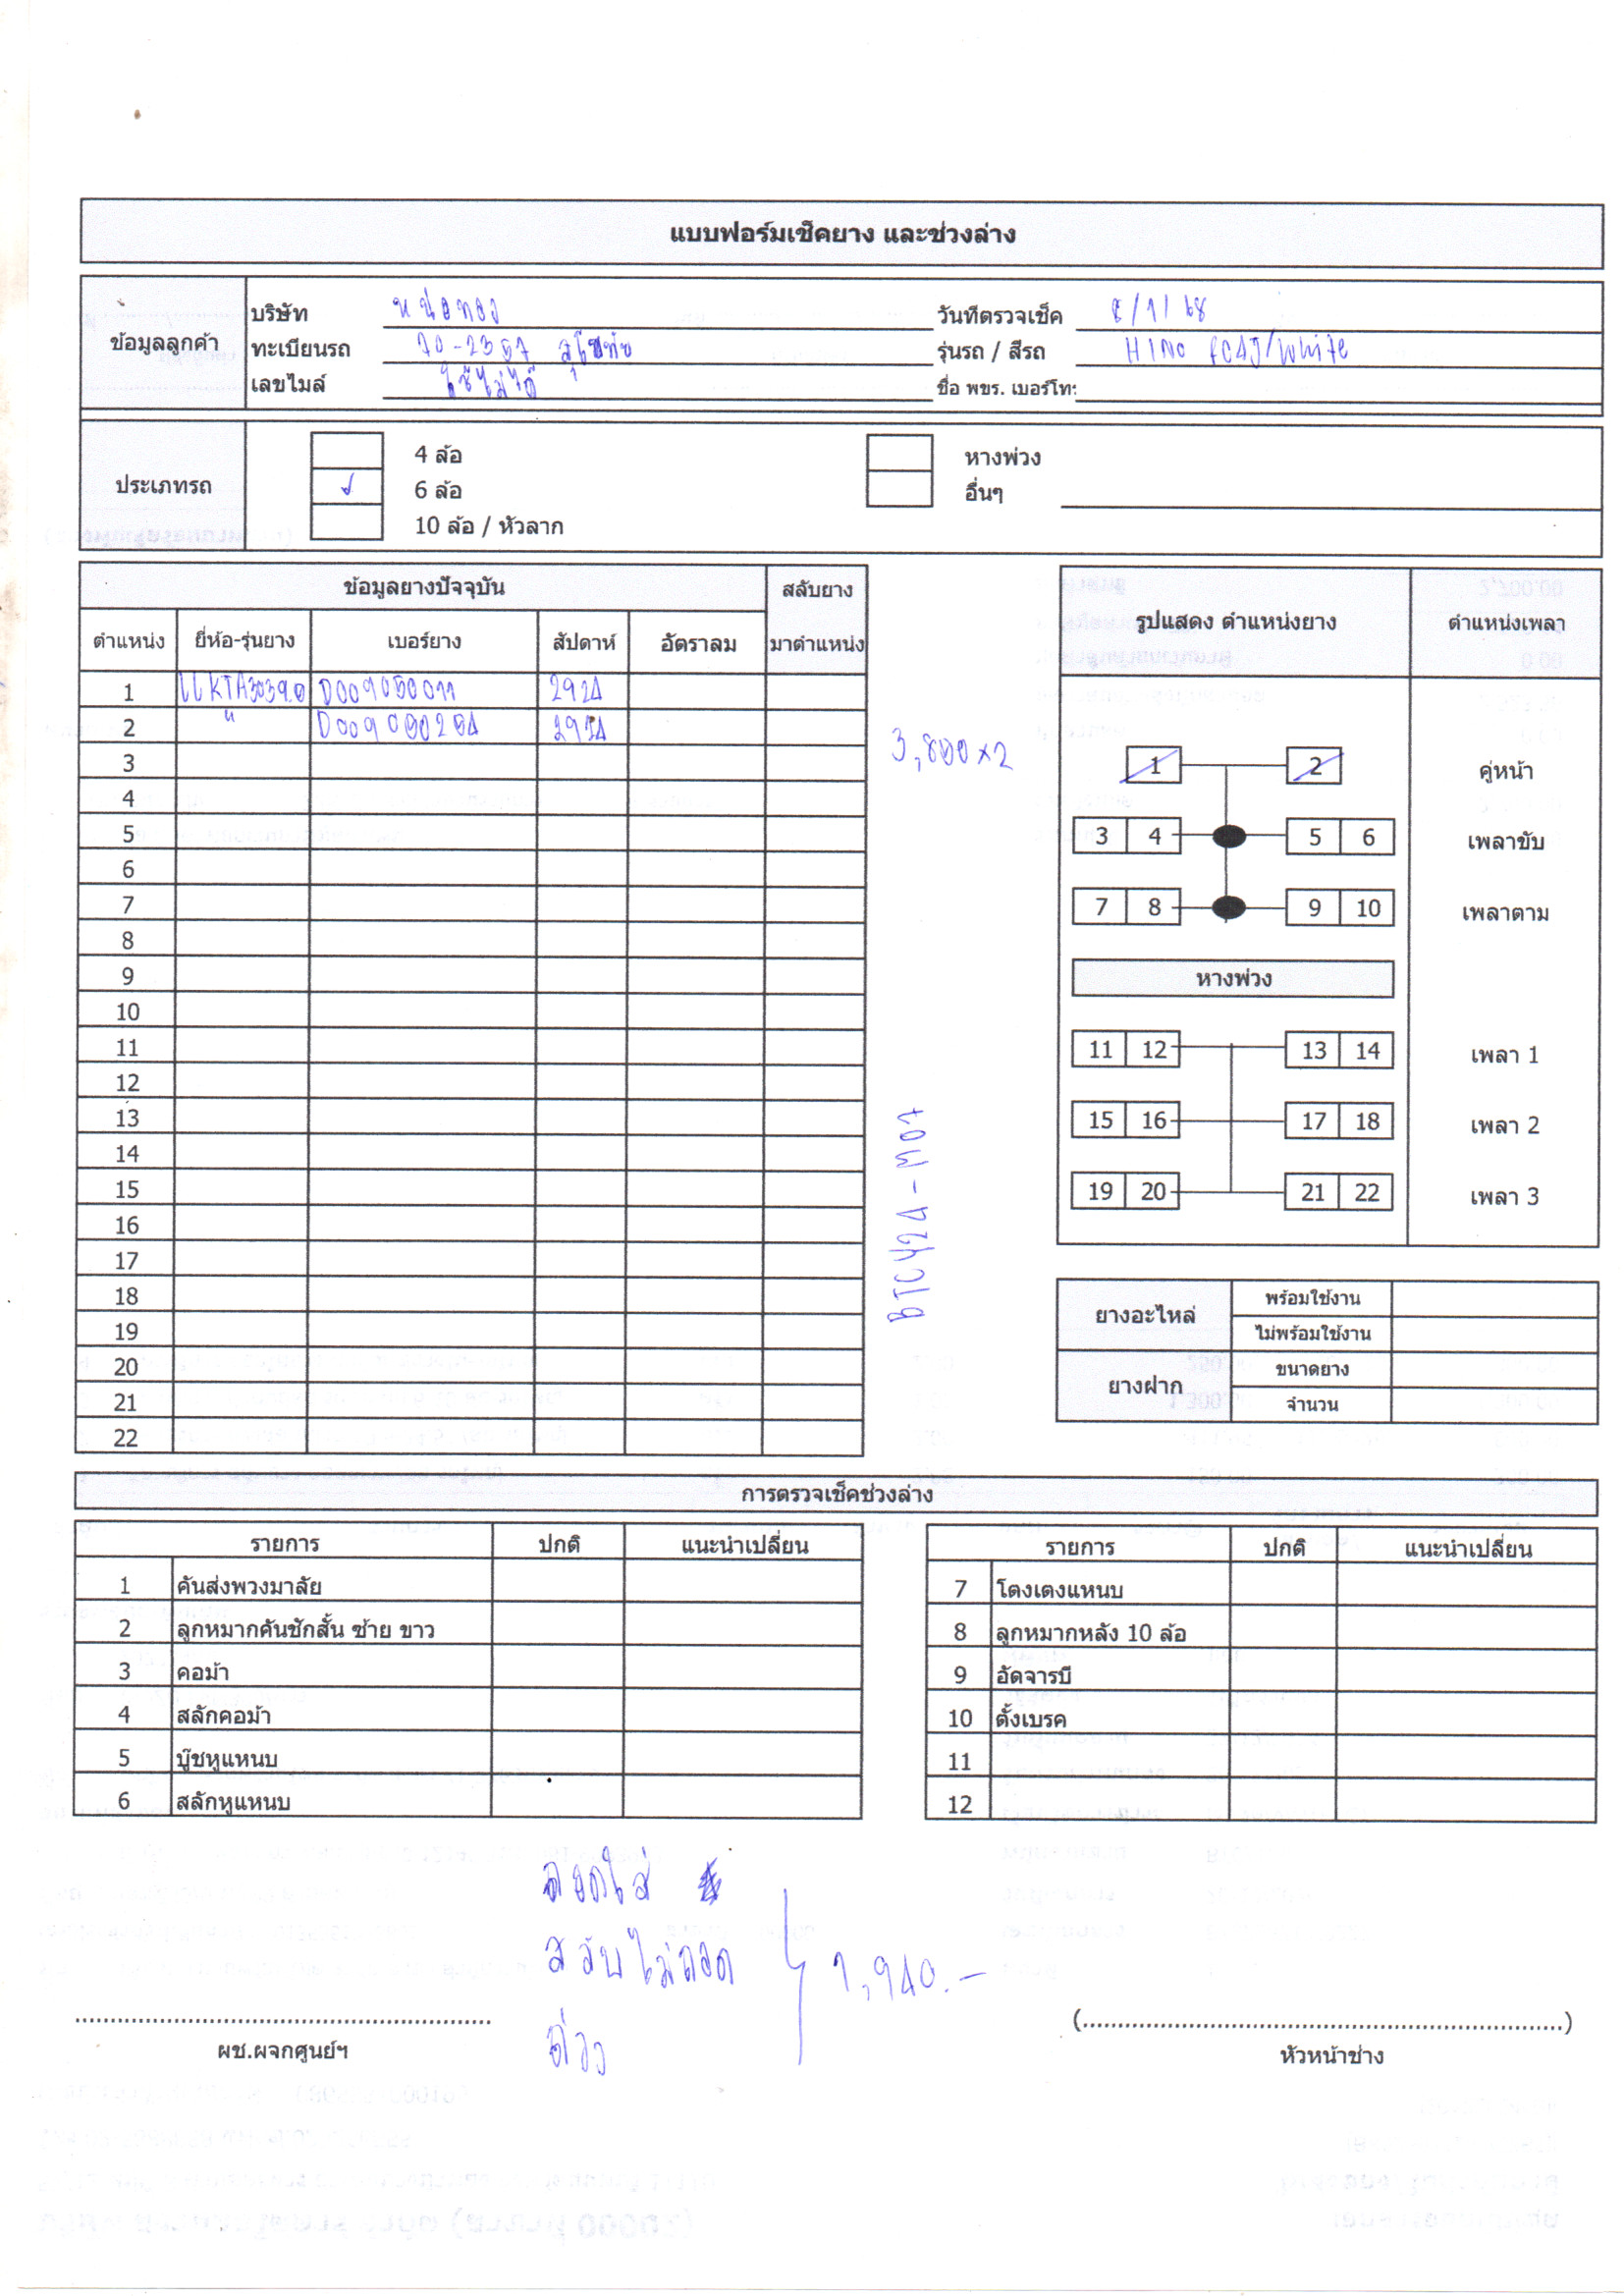 แบบฟอร์มเช็คยาง และช่วงล่าง
ข้อมูลลูกค้า
บริษัท หน่อทอง วันที่ตรวจเช็ค 8/1/68
ทะเบียนรถ 70-2357 สุโขทัย รุ่นรถ / สีรถ HINO FC4J/White
เลขไมล์ ใช้ไม่ได้ ชื่อ พขร. เบอร์โท:
ประเภทรถ
4 ล้อ หางพ่วง
6 ล้อ อื่นๆ
10 ล้อ / หัวลาก
ข้อมูลยางปัจจุบัน สลับยาง
ตำแหน่ง ยี่ห้อ-รุ่นยาง เบอร์ยาง สัปดาห์ อัตราลม มาตำแหน่ง
1 2924
2 " 2924
3
4
5
6
7
8
9
10
11
12
13
14
15
16
17
18
19
20
21
22
3,800x2
BTC424-M07
รูปแสดง ตำแหน่งยาง ตำแหน่งเพลา
1 2 คู่หน้า
3 4 5 6 เพลาขับ
7 8 9 10 เพลาตาม
หางพ่วง
11 12 13 14 เพลา 1
15 16 17 18 เพลา 2
19 20 21 22 เพลา 3
ยางอะไหล่ พร้อมใช้งาน
ไม่พร้อมใช้งาน
ยางฝาก ขนาดยาง
จำนวน
การตรวจเช็คช่วงล่าง
รายการ ปกติ แนะนำเปลี่ยน
1 คันส่งพวงมาลัย
2 ลูกหมากคันชักสั้น ซ้าย ขาว
3 คอม้า
4 สลักคอม้า
5 บู๊ชหูแหนบ
6 สลักหูแหนบ
รายการ ปกติ แนะนำเปลี่ยน
7 โตงเตงแหนบ
8 ลูกหมากหลัง 10 ล้อ
9 อัดจารบี
10 ตั้งเบรค
11
12
ถอดใส่
สลับไม่ถอด 1,940.-
ถ่วง
ผช.ผจกศูนย์ฯ
(..........)
หัวหน้าช่าง